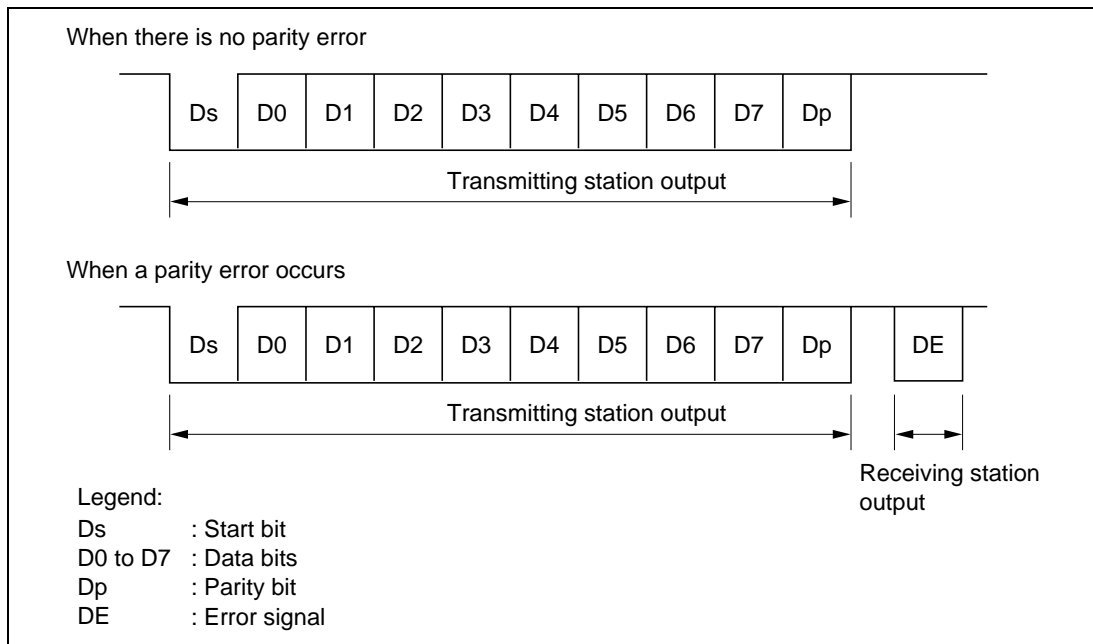 When there is no parity error
Ds D0 D1 D2 D3 D4 D5 D6 D7 Dp
Transmitting station output
When a parity error occurs
Ds D0 D1 D2 D3 D4 D5 D6 D7 Dp DE
Transmitting station output
Receiving station
output
Legend:
Ds : Start bit
D0 to D7 : Data bits
Dp : Parity bit
DE : Error signal